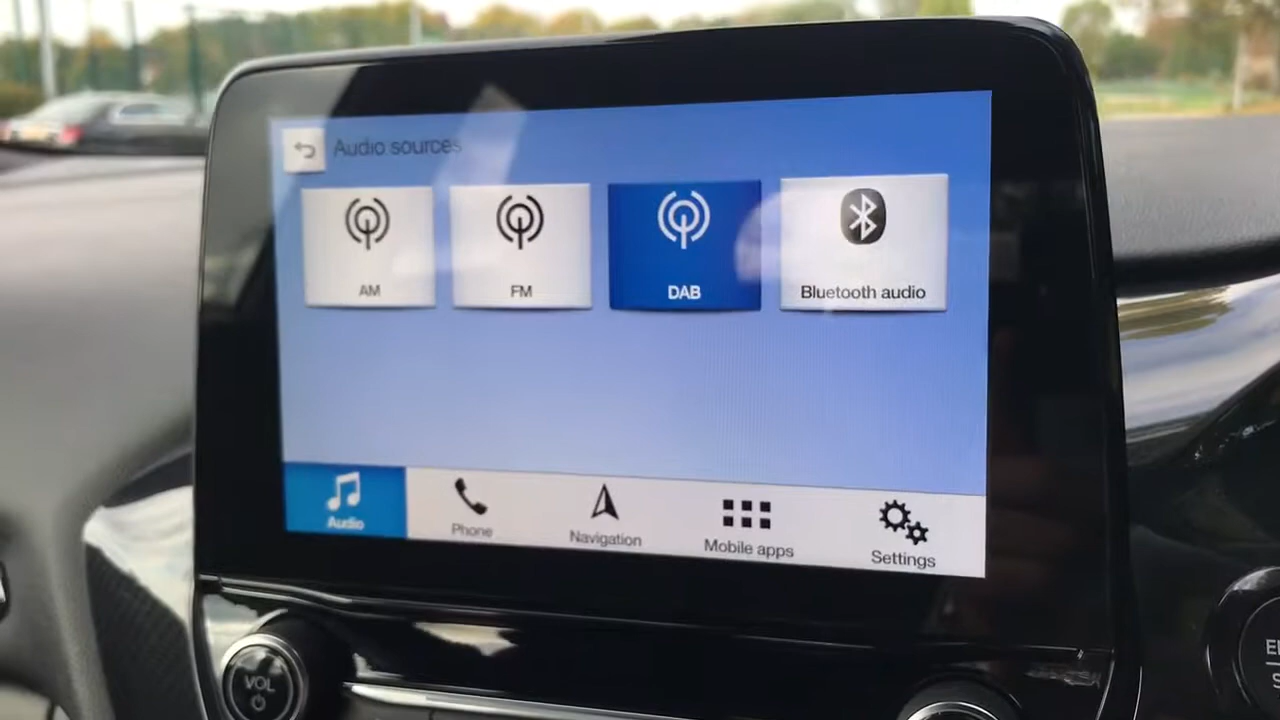 Audio sources
AM
FM
DAB
Bluetooth audio
Audio
Phone
Navigation
Mobile apps
Settings
VOL